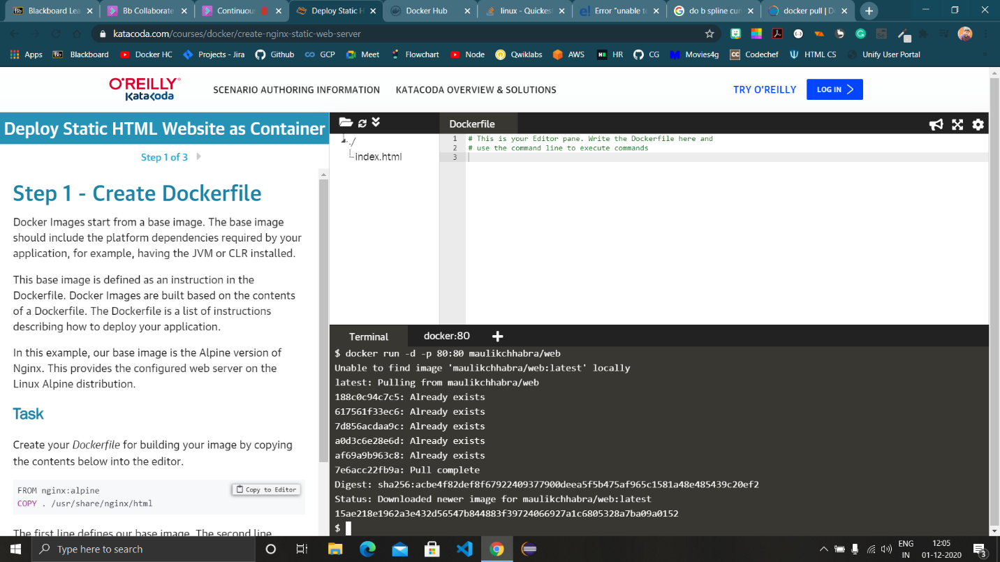 Blackboard Lea
Bb Collaborate
Continuous
Deploy Static H
Docker Hub
linux - Quickes
Error "unable t
do b spline cur
docker pull | D
katacoda.com/courses/docker/create-nginx-static-web-server
Apps
Blackboard
Docker HC
Projects - Jira
Github
GCP
Meet
Flowchart
Node
Qwiklabs
AWS
HR
CG
Movies4g
Codechef
HTML CS
Unify User Portal
O'REILLY®
Katacoda
SCENARIO AUTHORING INFORMATION
KATACODA OVERVIEW & SOLUTIONS
TRY O'REILLY
LOG IN
Deploy Static HTML Website as Container
Step 1 of 3
Step 1 - Create Dockerfile
Docker Images start from a base image. The base image
should include the platform dependencies required by your
application, for example, having the JVM or CLR installed.
This base image is defined as an instruction in the
Dockerfile. Docker Images are built based on the contents
of a Dockerfile. The Dockerfile is a list of instructions
describing how to deploy your application.
In this example, our base image is the Alpine version of
Nginx. This provides the configured web server on the
Linux Alpine distribution.
Task
Create your Dockerfile for building your image by copying
the contents below into the editor.
FROM nginx:alpine
COPY . /usr/share/nginx/html
Copy to Editor
The first line defines our base image. The second line
./
index.html
Dockerfile
1 # This is your Editor pane. Write the Dockerfile here and
2 # use the command line to execute commands
3
Terminal
docker:80
$ docker run -d -p 80:80 maulikchhabra/web
Unable to find image 'maulikchhabra/web:latest' locally
latest: Pulling from maulikchhabra/web
188c0c94c7c5: Already exists
617561f33ec6: Already exists
7d856acdaa9c: Already exists
a0d3c6e28e6d: Already exists
af69a9b963c8: Already exists
7e6acc22fb9a: Pull complete
Digest: sha256:acbe4f82def8f67922409377900deea5f5b475af965c1581a48e485439c20ef2
Status: Downloaded newer image for maulikchhabra/web:latest
15ae218e1962a3e432d56547b844883f39724066927a1c6805328a7ba09a0152
$
Type here to search
ENG
IN
12:05
01-12-2020
3